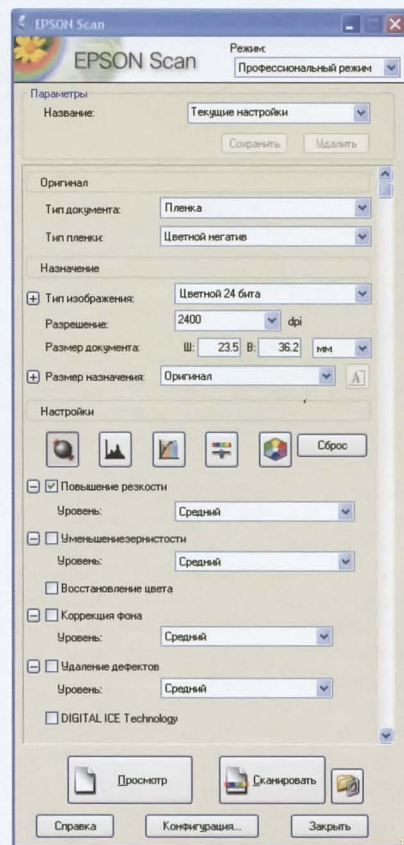 EPSON Scan
EPSON Scan
Режим:
Профессиональный режим
Параметры
Название: Текущие настройки
Сохранить Удалить
Оригинал
Тип документа: Пленка
Тип пленки: Цветной негатив
Назначение
Тип изображения: Цветной 24 бита
Разрешение: 2400 dpi
Размер документа: Ш: 23.5 В: 36.2 мм
Размер назначения: Оригинал A
Настройки
Сброс
Повышение резкости
Уровень: Средний
Уменьшениезернистости
Уровень: Средний
Восстановление цвета
Коррекция фона
Уровень: Средний
Удаление дефектов
Уровень: Средний
DIGITAL ICE Technology
Просмотр Сканировать
Справка Конфигурация... Закрыть